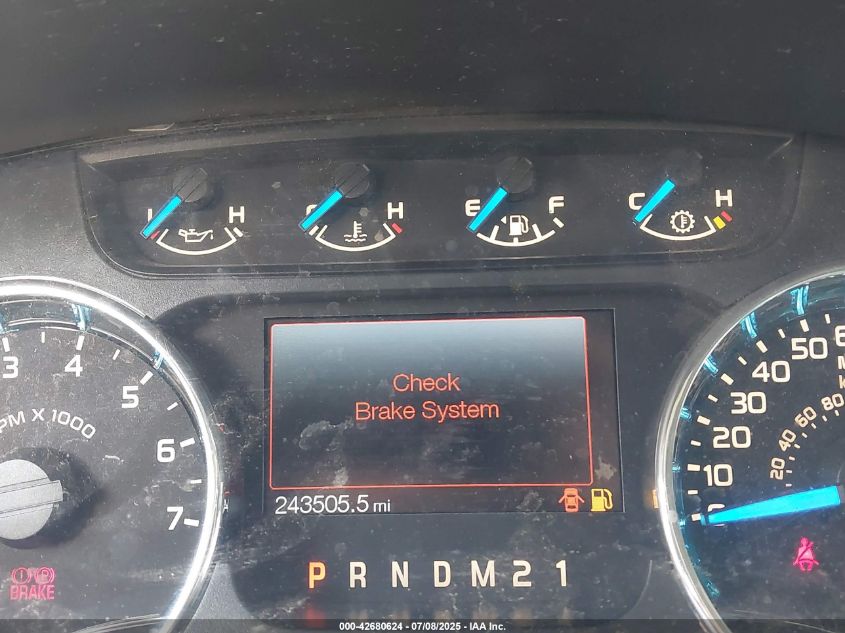 L H
C H
E F
C H
3 4 5 6 7
RPM X 1000
BRAKE
Check
Brake System
243505.5 mi
P R N D M 2 1
0 10 20 30 40 50
20 40 60 80
000-42680624 / 07/08/2025 - IAA Inc.